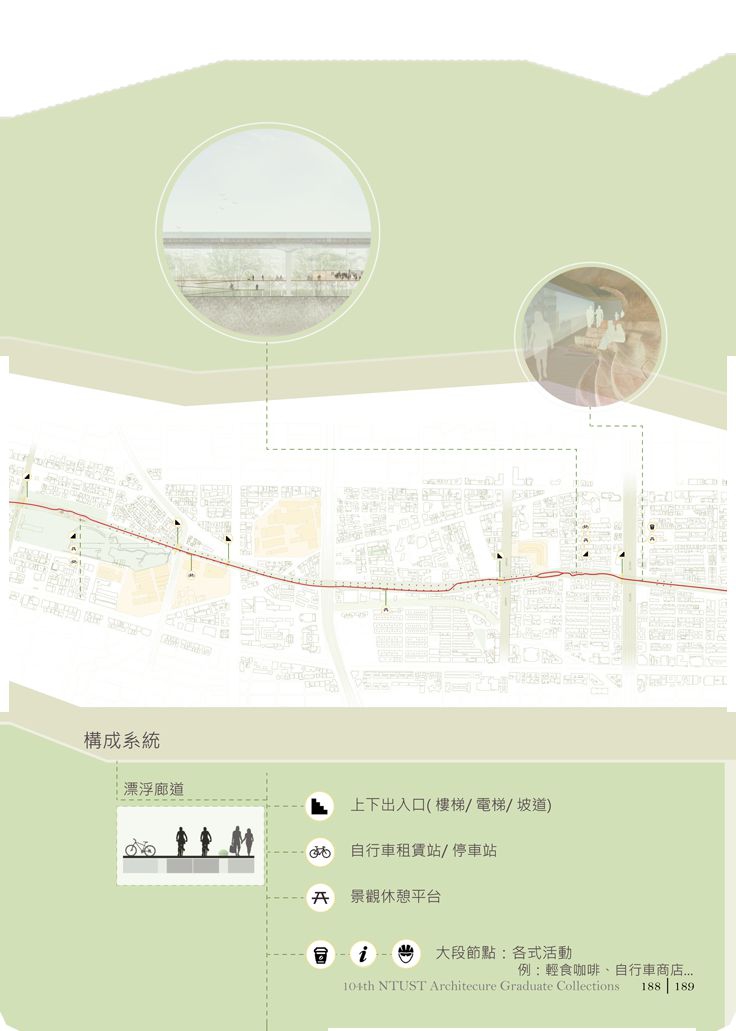 構成系統
漂浮廊道
上下出入口( 樓梯/ 電梯/ 坡道)
自行車租賃站/ 停車站
景觀休憩平台
大段節點：各式活動
例：輕食咖啡、自行車商店...
104th NTUST Architecure Graduate Collections 188 | 189